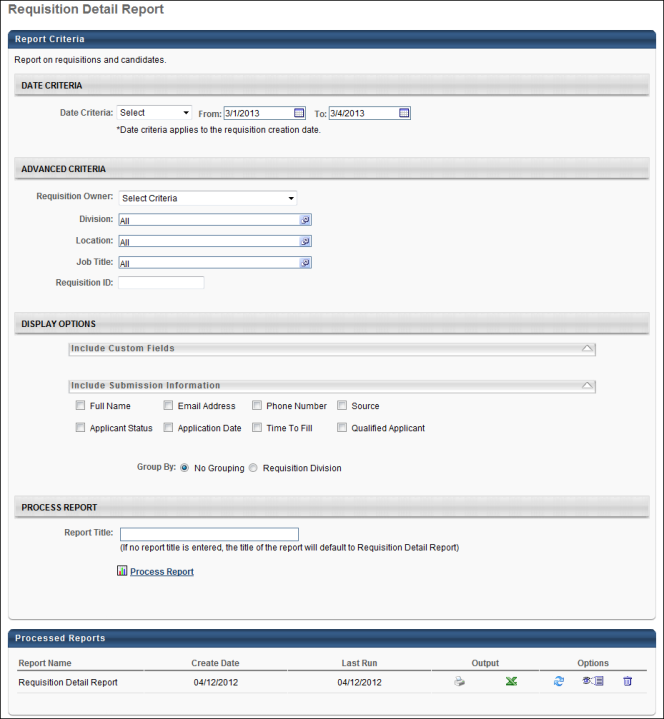 Requisition Detail Report
Report Criteria
Report on requisitions and candidates.
DATE CRITERIA
Date Criteria: Select From: 3/1/2013 To: 3/4/2013
*Date criteria applies to the requisition creation date.
ADVANCED CRITERIA
Requisition Owner: Select Criteria
Division: All
Location: All
Job Title: All
Requisition ID:
DISPLAY OPTIONS
Include Custom Fields
Include Submission Information
Full Name Email Address Phone Number Source
Applicant Status Application Date Time To Fill Qualified Applicant
Group By: No Grouping Requisition Division
PROCESS REPORT
Report Title:
(If no report title is entered, the title of the report will default to Requisition Detail Report)
Process Report
Processed Reports
Report Name Create Date Last Run Output Options
Requisition Detail Report 04/12/2012 04/12/2012